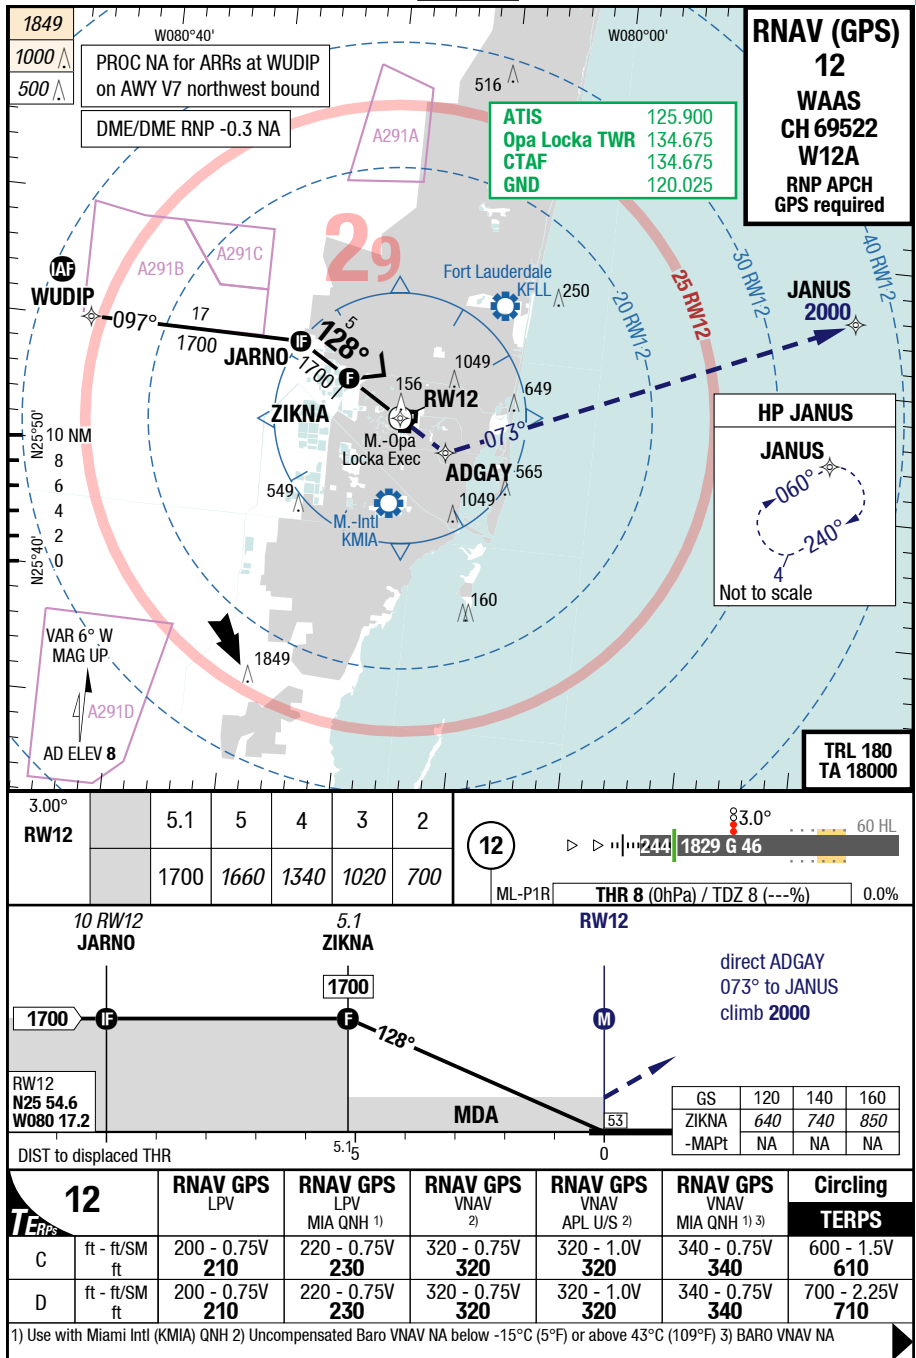 1849
1000
500
W080°40'
W080°00'
PROC NA for ARRs at WUDIP
on AWY V7 northwest bound
DME/DME RNP -0.3 NA
RNAV (GPS)
12
WAAS
CH 69522
W12A
RNP APCH
GPS required
516
A291A
ATIS 125.900
Opa Locka TWR 134.675
CTAF 134.675
GND 120.025
29
A291B
A291C
IAF
WUDIP
Fort Lauderdale
KFLL
250
20 RW12
25 RW12
30 RW12
40 RW12
JANUS
2000
097°
17
1700
JARNO
IF
5
128°
1700
F
ZIKNA
156
1049
RW12
649
M.-Opa
Locka Exec
073°
ADGAY
565
1049
549
M.-Intl
KMIA
N25°50'
10 NM
8
6
4
2
0
N25°40'
HP JANUS
JANUS
060°
240°
4
Not to scale
160
1849
VAR 6° W
MAG UP
A291D
AD ELEV 8
TRL 180
TA 18000
3.00°
RW12
5.1 5 4 3 2
1700 1660 1340 1020 700
12
3.0°
60 HL
244 1829 G 46
ML-P1R
THR 8 (0hPa) / TDZ 8 (---%)
0.0%
10 RW12
JARNO
5.1
ZIKNA
RW12
1700
1700
IF
F
128°
M
direct ADGAY
073° to JANUS
climb 2000
RW12
N25 54.6
W080 17.2
MDA
53
GS 120 140 160
ZIKNA 640 740 850
-MAPt NA NA NA
DIST to displaced THR
5.1
5
0
TERPs
12
RNAV GPS
LPV
RNAV GPS
LPV
MIA QNH 1)
RNAV GPS
VNAV
2)
RNAV GPS
VNAV
APL U/S 2)
RNAV GPS
VNAV
MIA QNH 1) 3)
Circling
TERPS
C
ft - ft/SM 200 - 0.75V 220 - 0.75V 320 - 0.75V 320 - 1.0V 340 - 0.75V 600 - 1.5V
ft 210 230 320 320 340 610
D
ft - ft/SM 200 - 0.75V 220 - 0.75V 320 - 0.75V 320 - 1.0V 340 - 0.75V 700 - 2.25V
ft 210 230 320 320 340 710
1) Use with Miami Intl (KMIA) QNH 2) Uncompensated Baro VNAV NA below -15°C (5°F) or above 43°C (109°F) 3) BARO VNAV NA